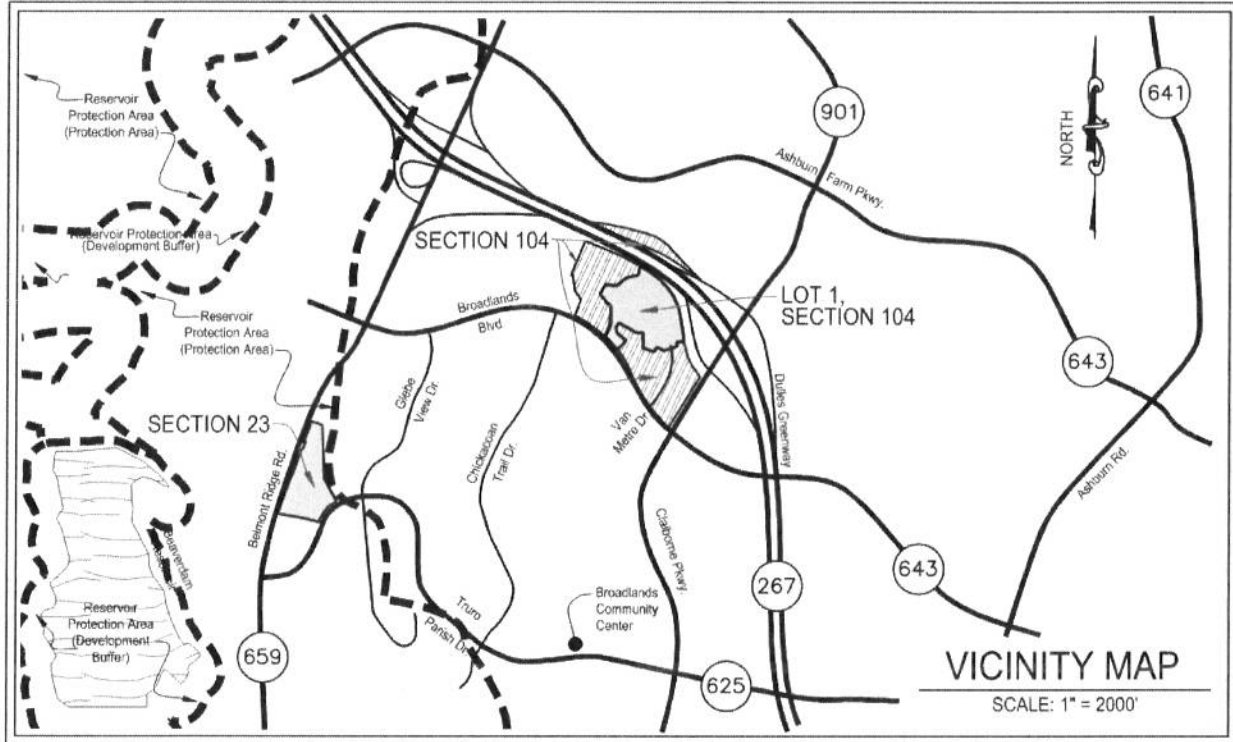 Reservoir
Protection Area
(Protection Area)
901
641
NORTH
Ashburn Farm Pkwy.
Reservoir Protection Area
(Development Buffer)
SECTION 104
LOT 1,
SECTION 104
Broadlands
Blvd.
Reservoir
Protection Area
(Protection Area)
643
Glebe
View Dr.
Dulles Greenway
SECTION 23
Chickacoan
Trail Dr.
Van
Metre Dr.
Belmont Ridge Rd.
Ashburn Rd.
Claiborne Pkwy.
Beaverdam
643
267
Reservoir
Protection Area
(Development
Buffer)
Truro
Parish Dr.
Broadlands
Community
Center
659
625
VICINITY MAP
SCALE: 1" = 2000'